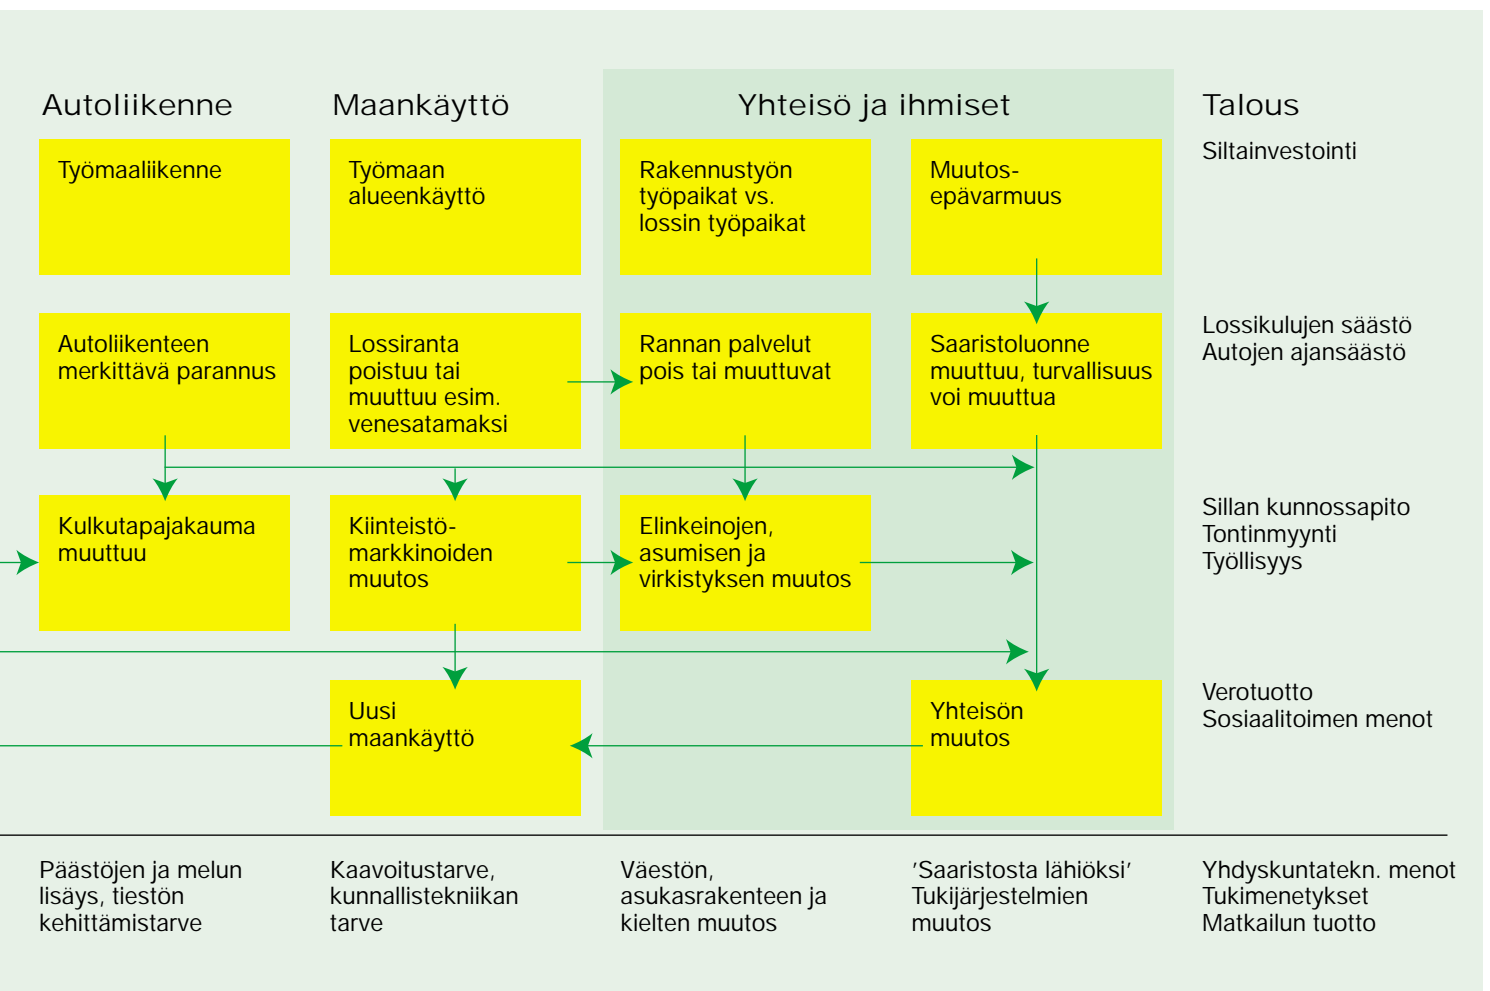 Autoliikenne
Maankäyttö
Yhteisö ja ihmiset
Talous
Työmaaliikenne
Työmaan
alueenkäyttö
Rakennustyön
työpaikat vs.
lossin työpaikat
Muutos-
epävarmuus
Siltainvestointi
Autoliikenteen
merkittävä parannus
Lossiranta
poistuu tai
muuttuu esim.
venesatamaksi
Rannan palvelut
pois tai muuttuvat
Saaristoluonne
muuttuu, turvallisuus
voi muuttua
Lossikulujen säästö
Autojen ajansäästö
Kulkutapajakauma
muuttuu
Kiinteistö-
markkinoiden
muutos
Elinkeinojen,
asumisen ja
virkistyksen muutos
Sillan kunnossapito
Tontinmyynti
Työllisyys
Uusi
maankäyttö
Yhteisön
muutos
Verotuotto
Sosiaalitoimen menot
Päästöjen ja melun
lisäys, tiestön
kehittämistarve
Kaavoitustarve,
kunnallistekniikan
tarve
Väestön,
asukasrakenteen ja
kielten muutos
'Saaristosta lähiöksi'
Tukijärjestelmien
muutos
Yhdyskuntatekn. menot
Tukimenetykset
Matkailun tuotto